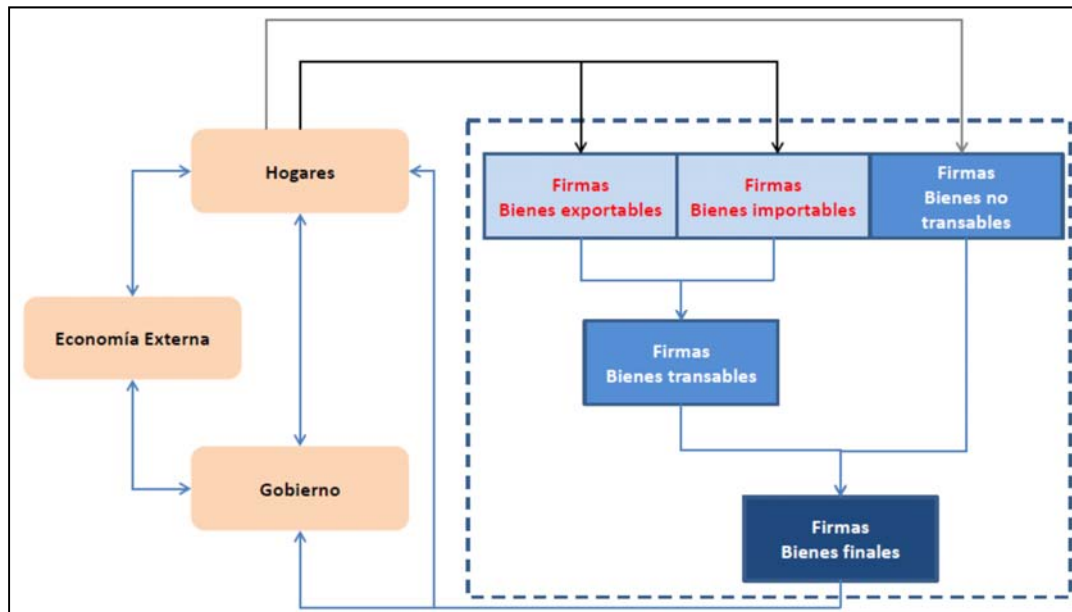 Hogares
Firmas
Bienes exportables
Firmas
Bienes importables
Firmas
Bienes no
transables
Economía Externa
Firmas
Bienes transables
Gobierno
Firmas
Bienes finales